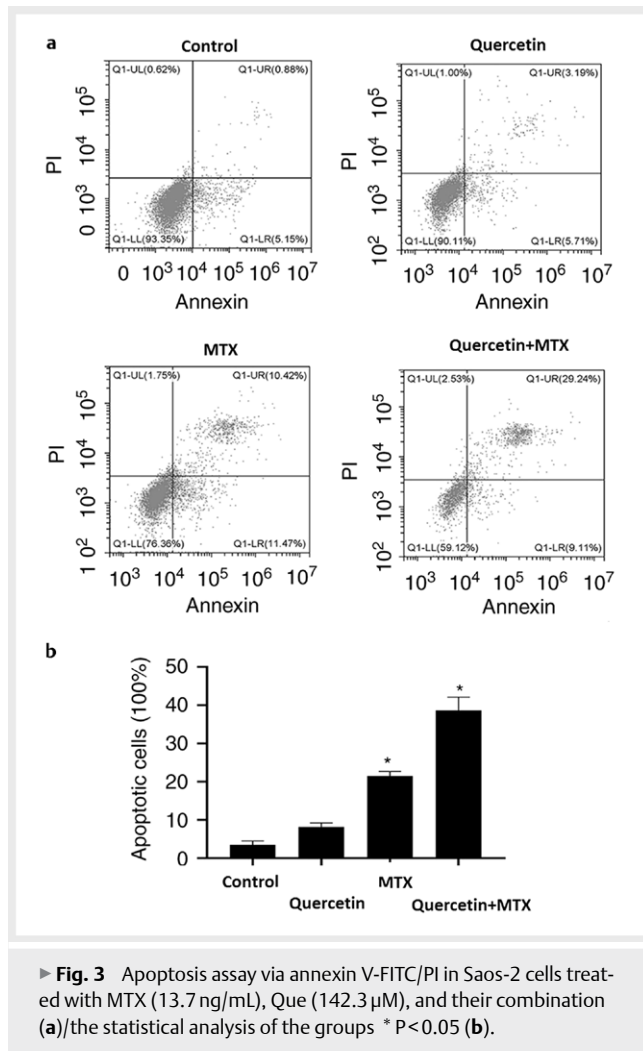 a
Control
Quercetin
Q1-UL(0.62%) Q1-UR(0.88%)
Q1-UL(1.00%) Q1-UR(3.19%)
PI
10^5
10^4
10^3
0
PI
10^5
10^4
10^3
10^2
Q1-LL(93.35%) Q1-LR(5.15%)
Q1-LL(90.11%) Q1-LR(5.71%)
0 10^3 10^4 10^5 10^6 10^7
10^3 10^4 10^5 10^6 10^7
Annexin
Annexin
MTX
Quercetin+MTX
Q1-UL(1.75%) Q1-UR(10.42%)
Q1-UL(2.53%) Q1-UR(29.24%)
PI
10^5
10^4
10^3
1 0^2
PI
10^5
10^4
10^3
10^2
Q1-LL(76.36%) Q1-LR(11.47%)
Q1-LL(59.12%) Q1-LR(9.11%)
10^3 10^4 10^5 10^6 10^7
10^3 10^4 10^5 10^6 10^7
Annexin
Annexin
b
Apoptotic cells (100%)
50
40
30
20
10
0
*
*
Control
Quercetin
MTX
Quercetin+MTX
▶ Fig. 3 Apoptosis assay via annexin V-FITC/PI in Saos-2 cells treat-
ed with MTX (13.7 ng/mL), Que (142.3 µM), and their combination
(a)/the statistical analysis of the groups * P < 0.05 (b).